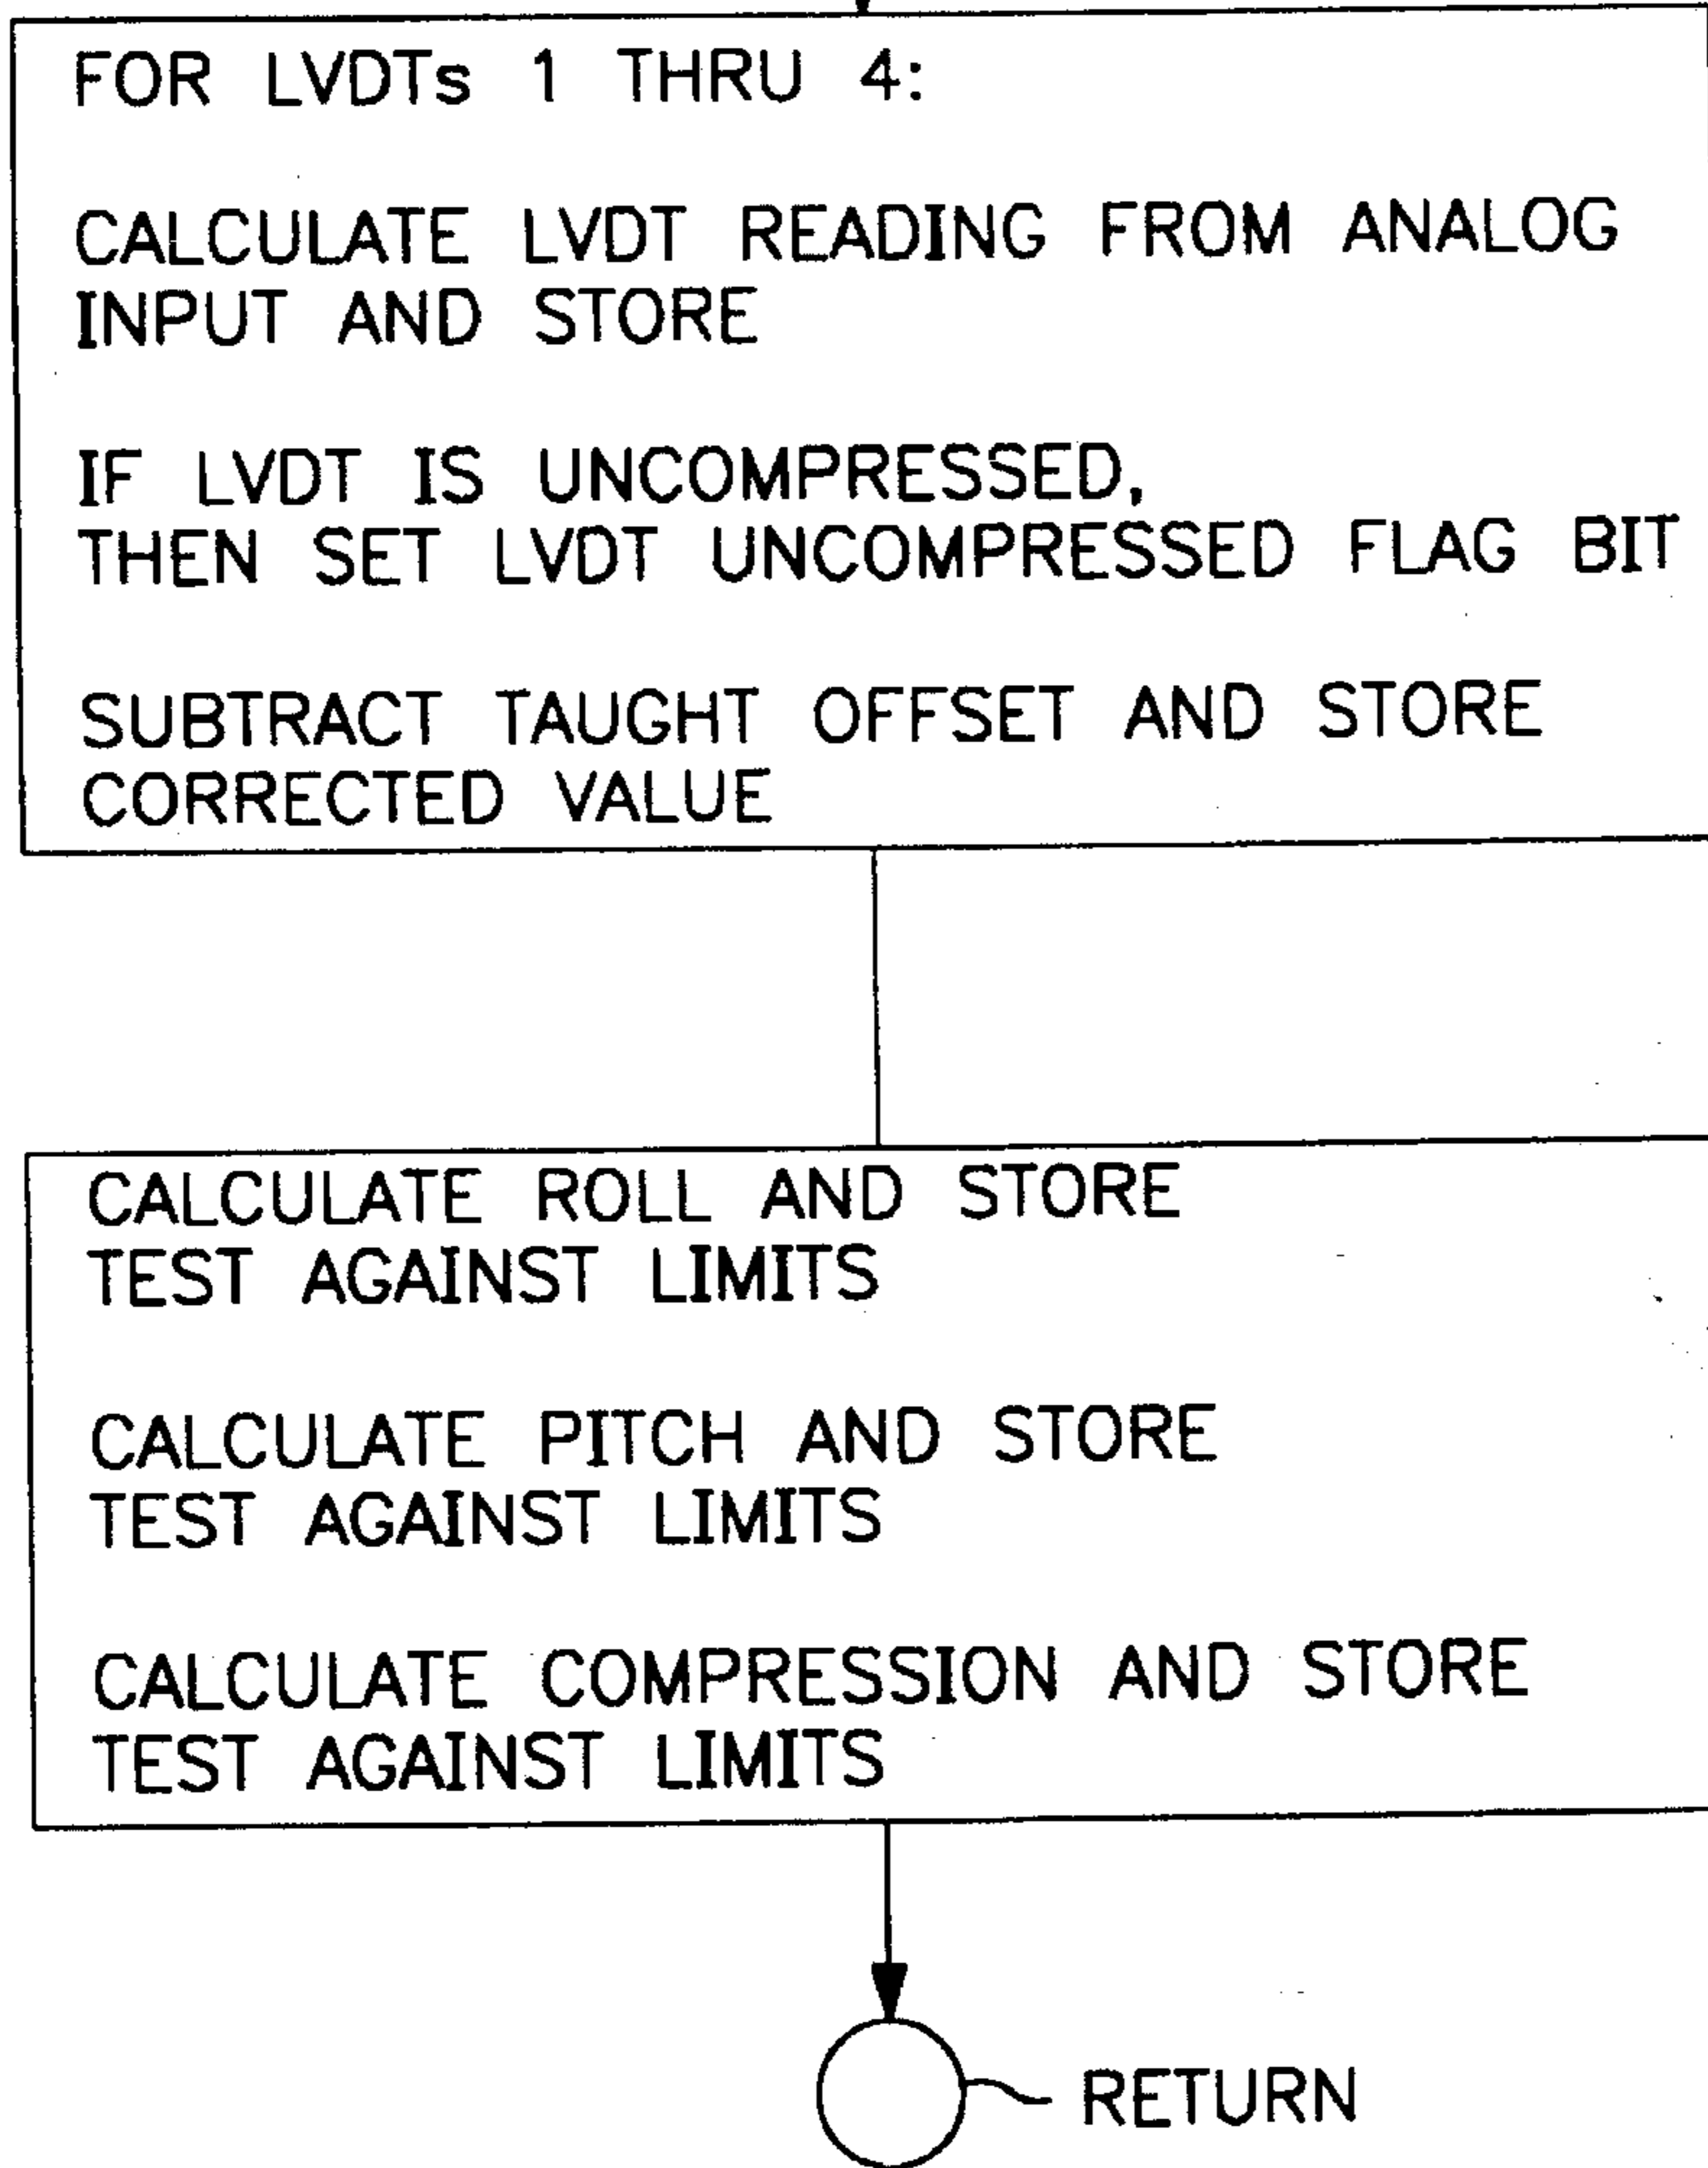 FOR LVDTs 1 THRU 4:
CALCULATE LVDT READING FROM ANALOG
INPUT AND STORE
IF LVDT IS UNCOMPRESSED,
THEN SET LVDT UNCOMPRESSED FLAG BIT
SUBTRACT TAUGHT OFFSET AND STORE
CORRECTED VALUE
CALCULATE ROLL AND STORE
TEST AGAINST LIMITS
CALCULATE PITCH AND STORE
TEST AGAINST LIMITS
CALCULATE COMPRESSION AND STORE
TEST AGAINST LIMITS
RETURN